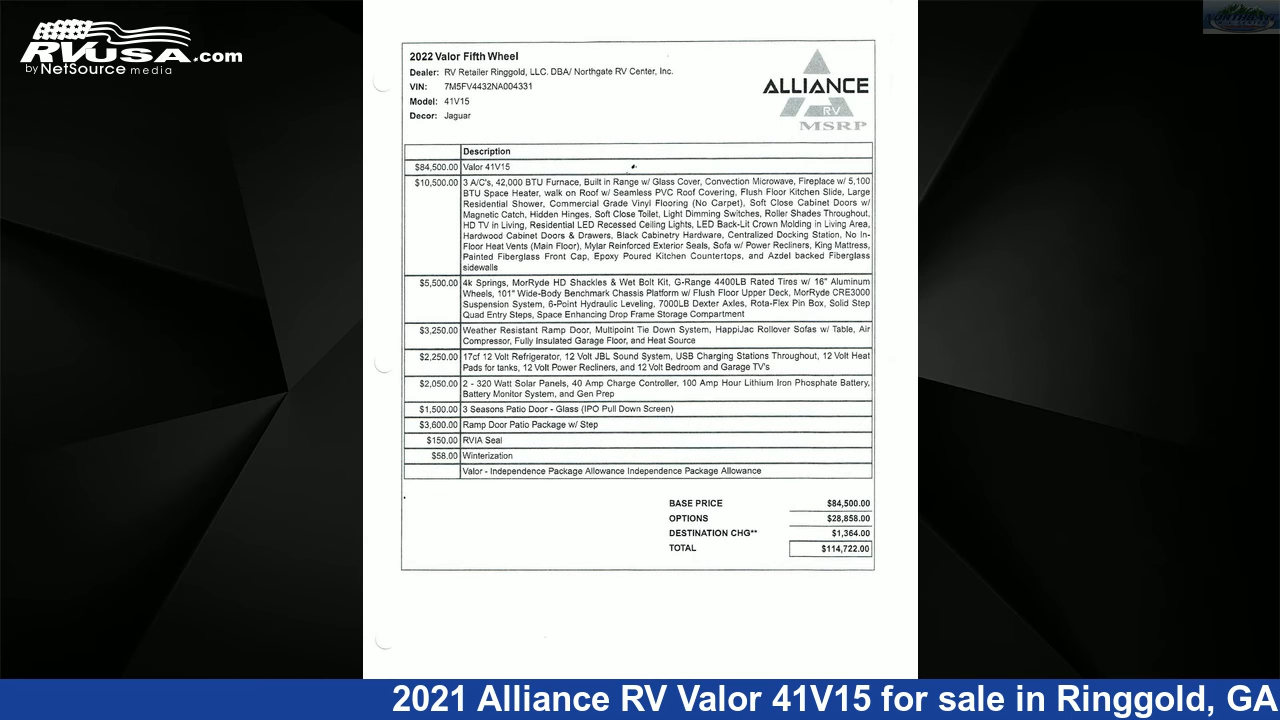 RVUSA.com
by NetSource media
2022 Valor Fifth Wheel
Dealer: RV Retailer Ringgold, LLC. DBA/ Northgate RV Center, Inc.
VIN: 7M5FV4432NA004331
Model: 41V15
Decor: Jaguar
ALLIANCE
RV
MSRP
Description
$84,500.00 Valor 41V15
$10,500.00 3 A/C's, 42,000 BTU Furnace, Built in Range w/ Glass Cover, Convection Microwave, Fireplace w/ 5,100
BTU Space Heater, walk on Roof w/ Seamless PVC Roof Covering, Flush Floor Kitchen Slide, Large
Residential Shower, Commercial Grade Vinyl Flooring (No Carpet), Soft Close Cabinet Doors w/
Magnetic Catch, Hidden Hinges, Soft Close Toilet, Light Dimming Switches, Roller Shades Throughout,
HD TV in Living, Residential LED Recessed Ceiling Lights, LED Back-Lit Crown Molding in Living Area,
Hardwood Cabinet Doors & Drawers, Black Cabinetry Hardware, Centralized Docking Station, No In-
Floor Heat Vents (Main Floor), Mylar Reinforced Exterior Seals, Sofa w/ Power Recliners, King Mattress,
Painted Fiberglass Front Cap, Epoxy Poured Kitchen Countertops, and Azdel backed Fiberglass
sidewalls
$5,500.00 4k Springs, MorRyde HD Shackles & Wet Bolt Kit, G-Range 4400LB Rated Tires w/ 16" Aluminum
Wheels, 101" Wide-Body Benchmark Chassis Platform w/ Flush Floor Upper Deck, MorRyde CRE3000
Suspension System, 6-Point Hydraulic Leveling, 7000LB Dexter Axles, Rota-Flex Pin Box, Solid Step
Quad Entry Steps, Space Enhancing Drop Frame Storage Compartment
$3,250.00 Weather Resistant Ramp Door, Multipoint Tie Down System, HappiJac Rollover Sofas w/ Table, Air
Compressor, Fully Insulated Garage Floor, and Heat Source
$2,250.00 17cf 12 Volt Refrigerator, 12 Volt JBL Sound System, USB Charging Stations Throughout, 12 Volt Heat
Pads for tanks, 12 Volt Power Recliners, and 12 Volt Bedroom and Garage TV's
$2,050.00 2 - 320 Watt Solar Panels, 40 Amp Charge Controller, 100 Amp Hour Lithium Iron Phosphate Battery,
Battery Monitor System, and Gen Prep
$1,500.00 3 Seasons Patio Door - Glass (IPO Pull Down Screen)
$3,600.00 Ramp Door Patio Package w/ Step
$150.00 RVIA Seal
$58.00 Winterization
Valor - Independence Package Allowance Independence Package Allowance
BASE PRICE $84,500.00
OPTIONS $28,858.00
DESTINATION CHG** $1,364.00
TOTAL $114,722.00
2021 Alliance RV Valor 41V15 for sale in Ringgold, GA